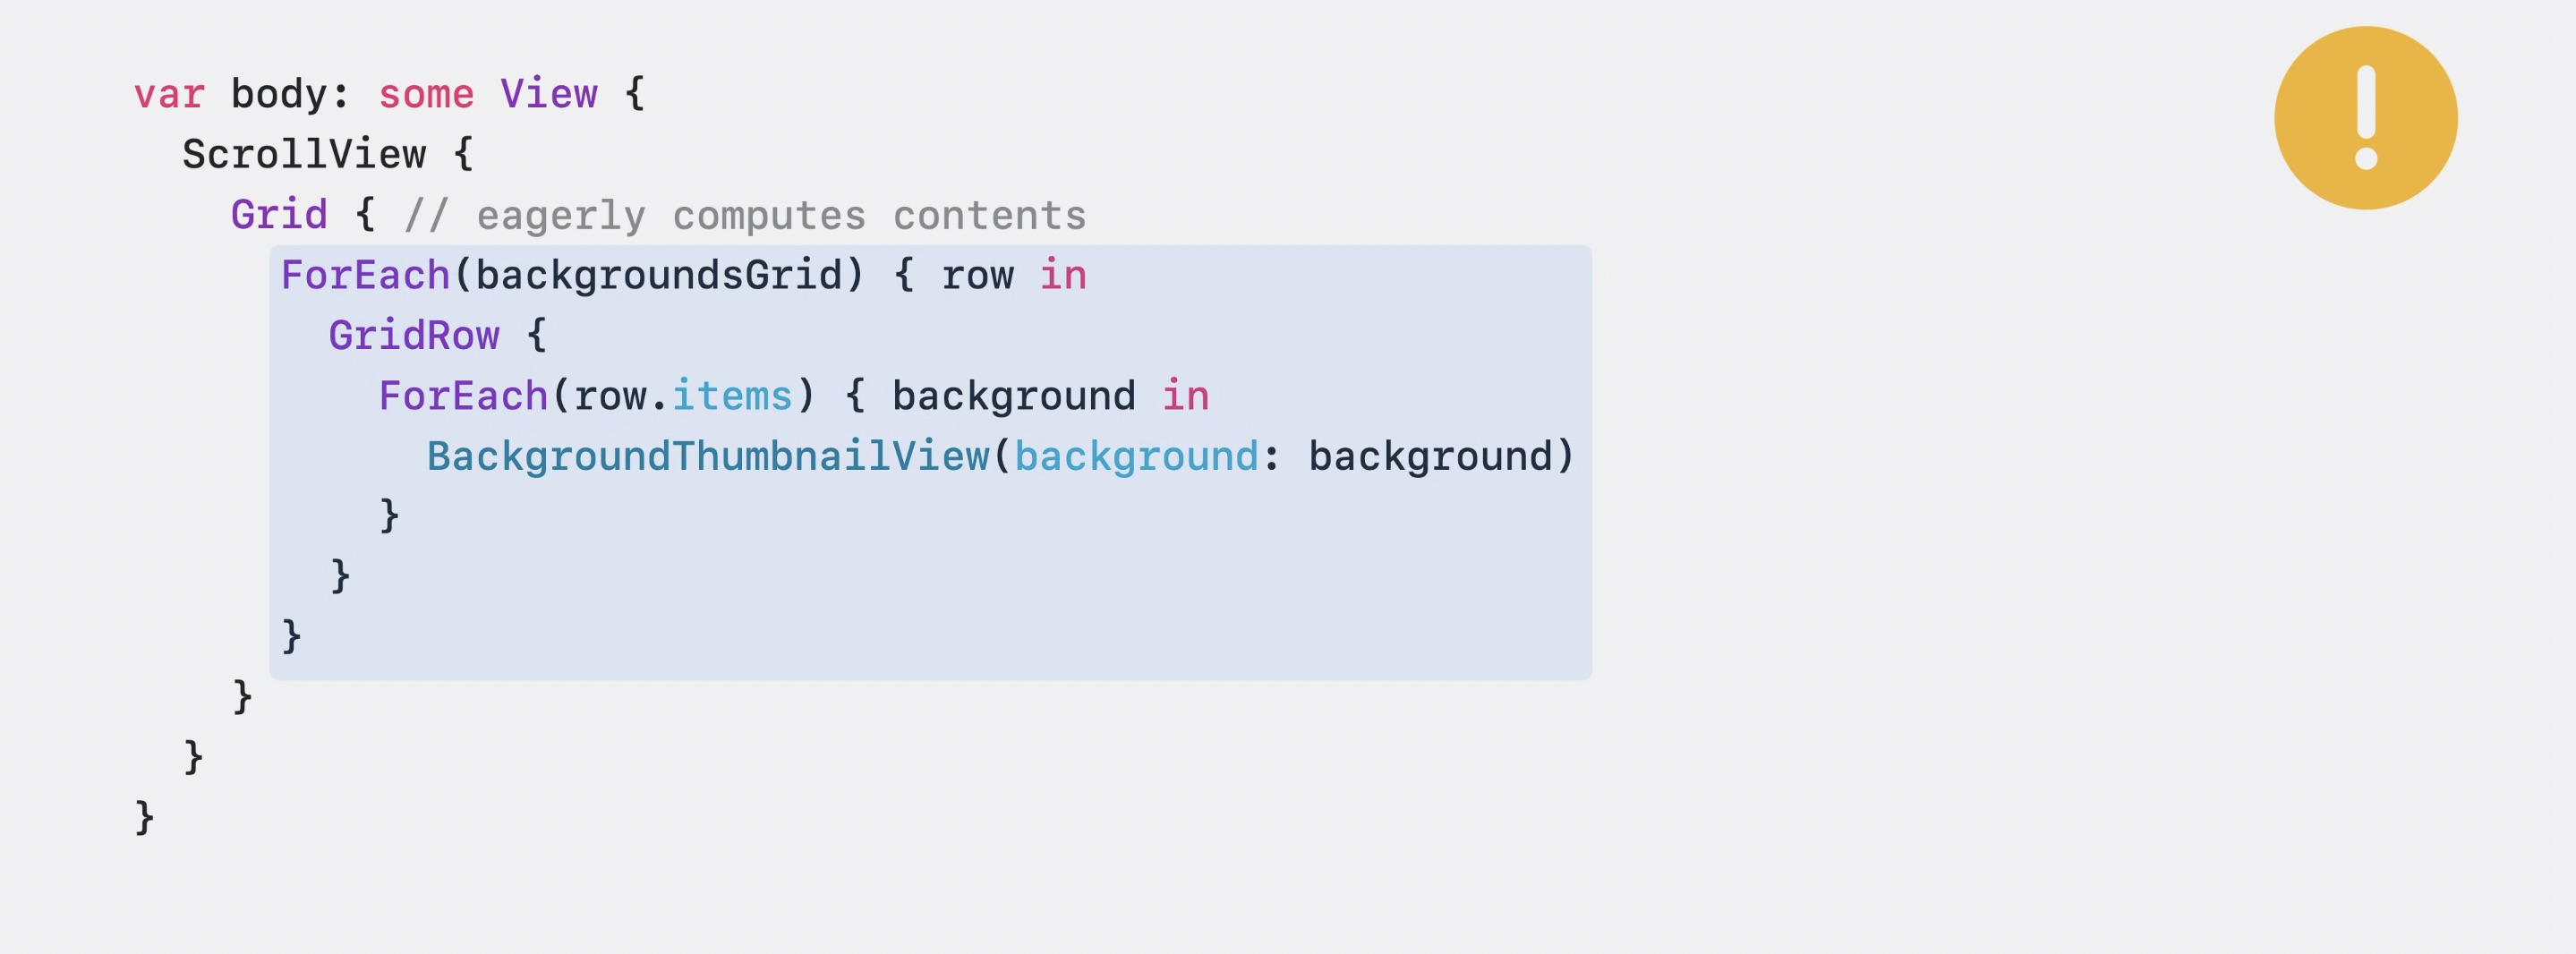 var body: some View {
  ScrollView {
    Grid { // eagerly computes contents
      ForEach(backgroundsGrid) { row in
        GridRow {
          ForEach(row.items) { background in
            BackgroundThumbnailView(background: background)
          }
        }
      }
    }
  }
}